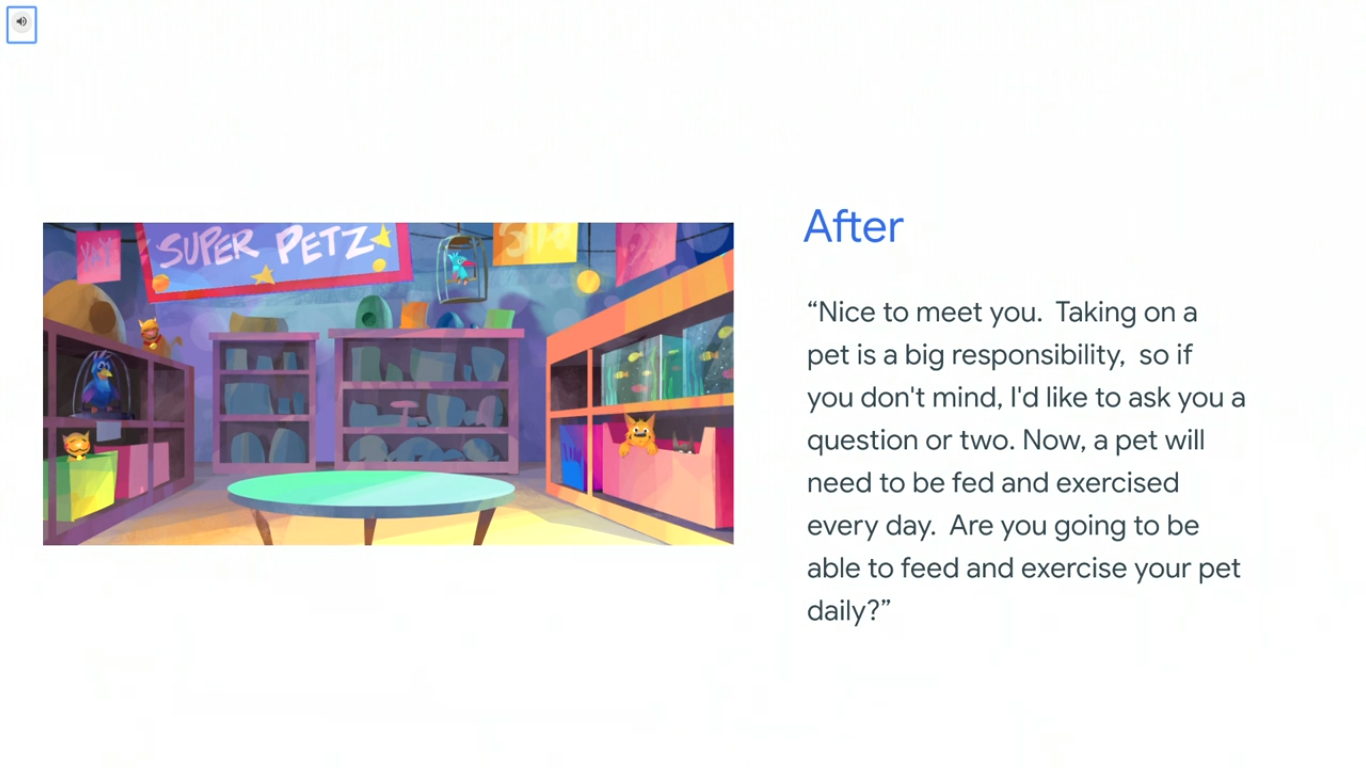 SUPER PETZ
YAY!
After
“Nice to meet you.  Taking on a
pet is a big responsibility,  so if
you don't mind, I'd like to ask you a
question or two. Now, a pet will
need to be fed and exercised
every day.  Are you going to be
able to feed and exercise your pet
daily?”